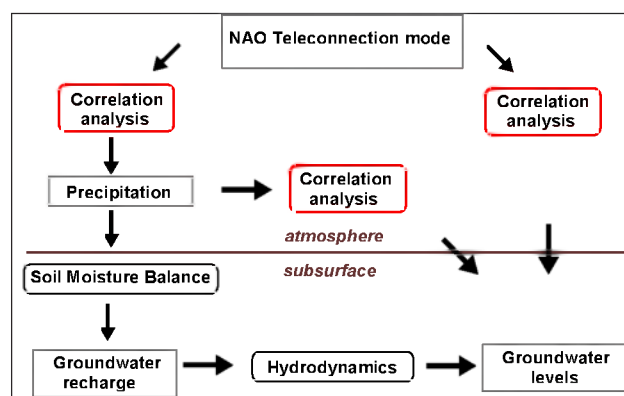 NAO Teleconnection mode
Correlation
analysis
Correlation
analysis
Precipitation
Correlation
analysis
atmosphere
Soil Moisture Balance
subsurface
Groundwater
recharge
Hydrodynamics
Groundwater
levels